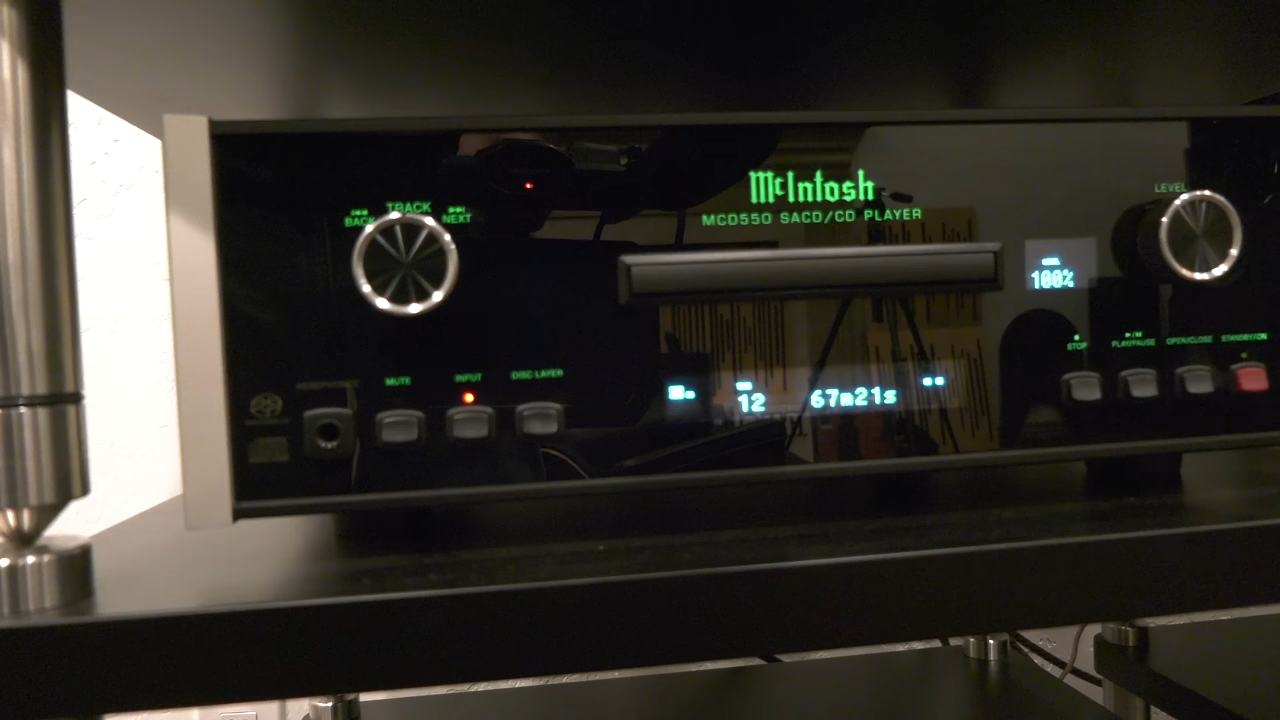 McIntosh
MCD550 SACD/CD PLAYER
TRACK
BACK
NEXT
LEVEL
100%
MUTE
INPUT
DISC LAYER
12
67m21s
STOP
PLAY/PAUSE
OPEN/CLOSE
STANDBY/ON